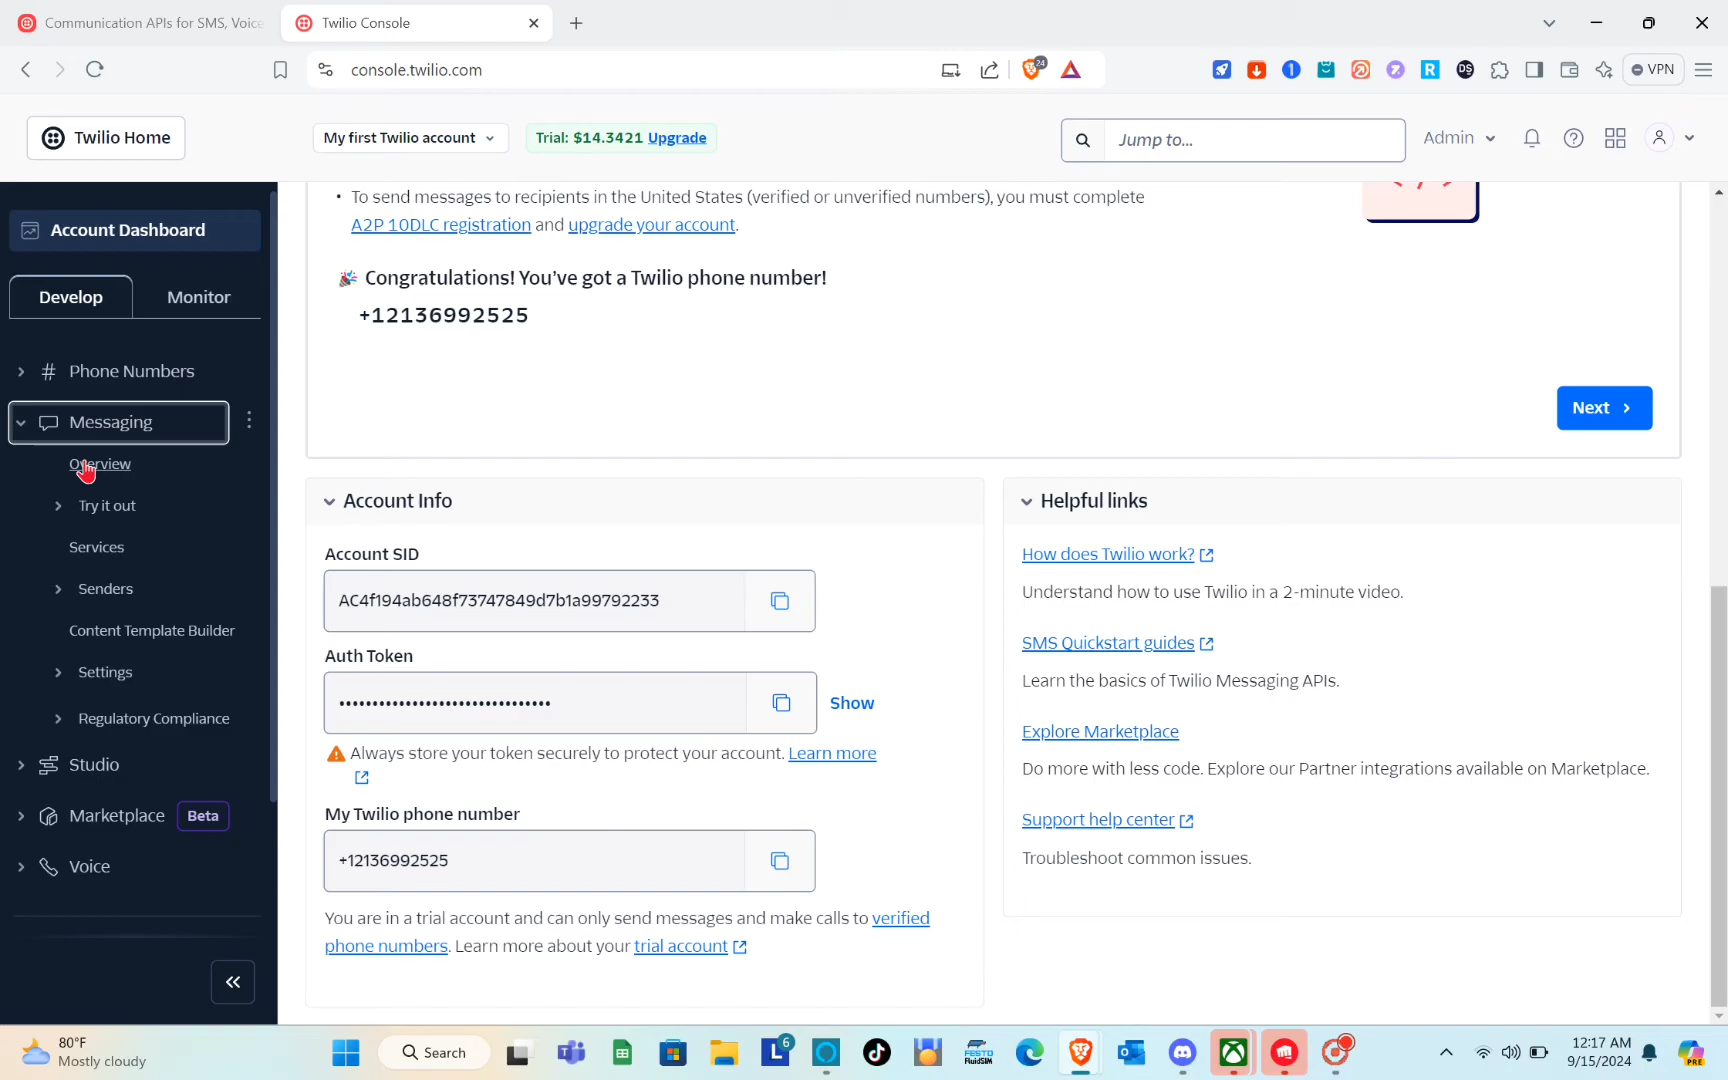 Communication APIs for SMS, Voice
Twilio Console
console.twilio.com
24
VPN
Twilio Home
My first Twilio account
Trial: $14.3421 Upgrade
Jump to...
Admin
Account Dashboard
Develop
Monitor
Phone Numbers
Messaging
Overview
Try it out
Services
Senders
Content Template Builder
Settings
Regulatory Compliance
Studio
Marketplace Beta
Voice
• To send messages to recipients in the United States (verified or unverified numbers), you must complete
A2P 10DLC registration and upgrade your account.
Congratulations! You've got a Twilio phone number!
+12136992525
Next
Account Info
Account SID
AC4f194ab648f73747849d7b1a99792233
Auth Token
••••••••••••••••••••••••••••••••
Show
Always store your token securely to protect your account. Learn more
My Twilio phone number
+12136992525
You are in a trial account and can only send messages and make calls to verified
phone numbers. Learn more about your trial account
Helpful links
How does Twilio work?
Understand how to use Twilio in a 2-minute video.
SMS Quickstart guides
Learn the basics of Twilio Messaging APIs.
Explore Marketplace
Do more with less code. Explore our Partner integrations available on Marketplace.
Support help center
Troubleshoot common issues.
80°F
Mostly cloudy
Search
6
FESTO
FluidSIM
12:17 AM
9/15/2024
PRE